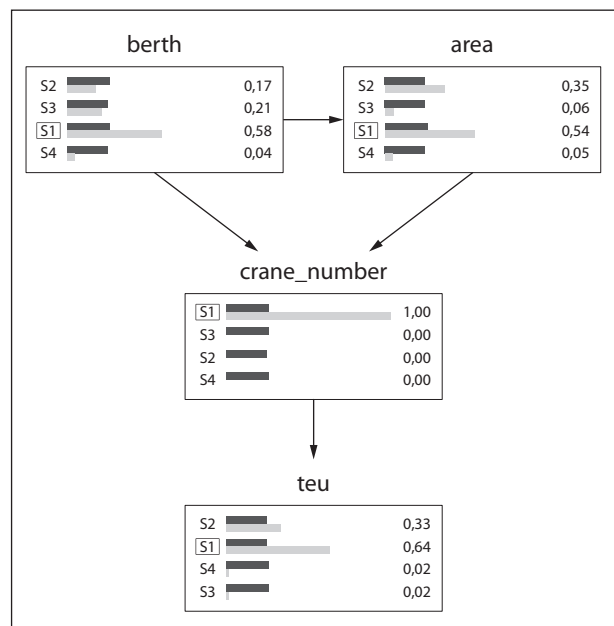 berth
S2 0,17
S3 0,21
S1 0,58
S4 0,04
area
S2 0,35
S3 0,06
S1 0,54
S4 0,05
crane_number
S1 1,00
S3 0,00
S2 0,00
S4 0,00
teu
S2 0,33
S1 0,64
S4 0,02
S3 0,02